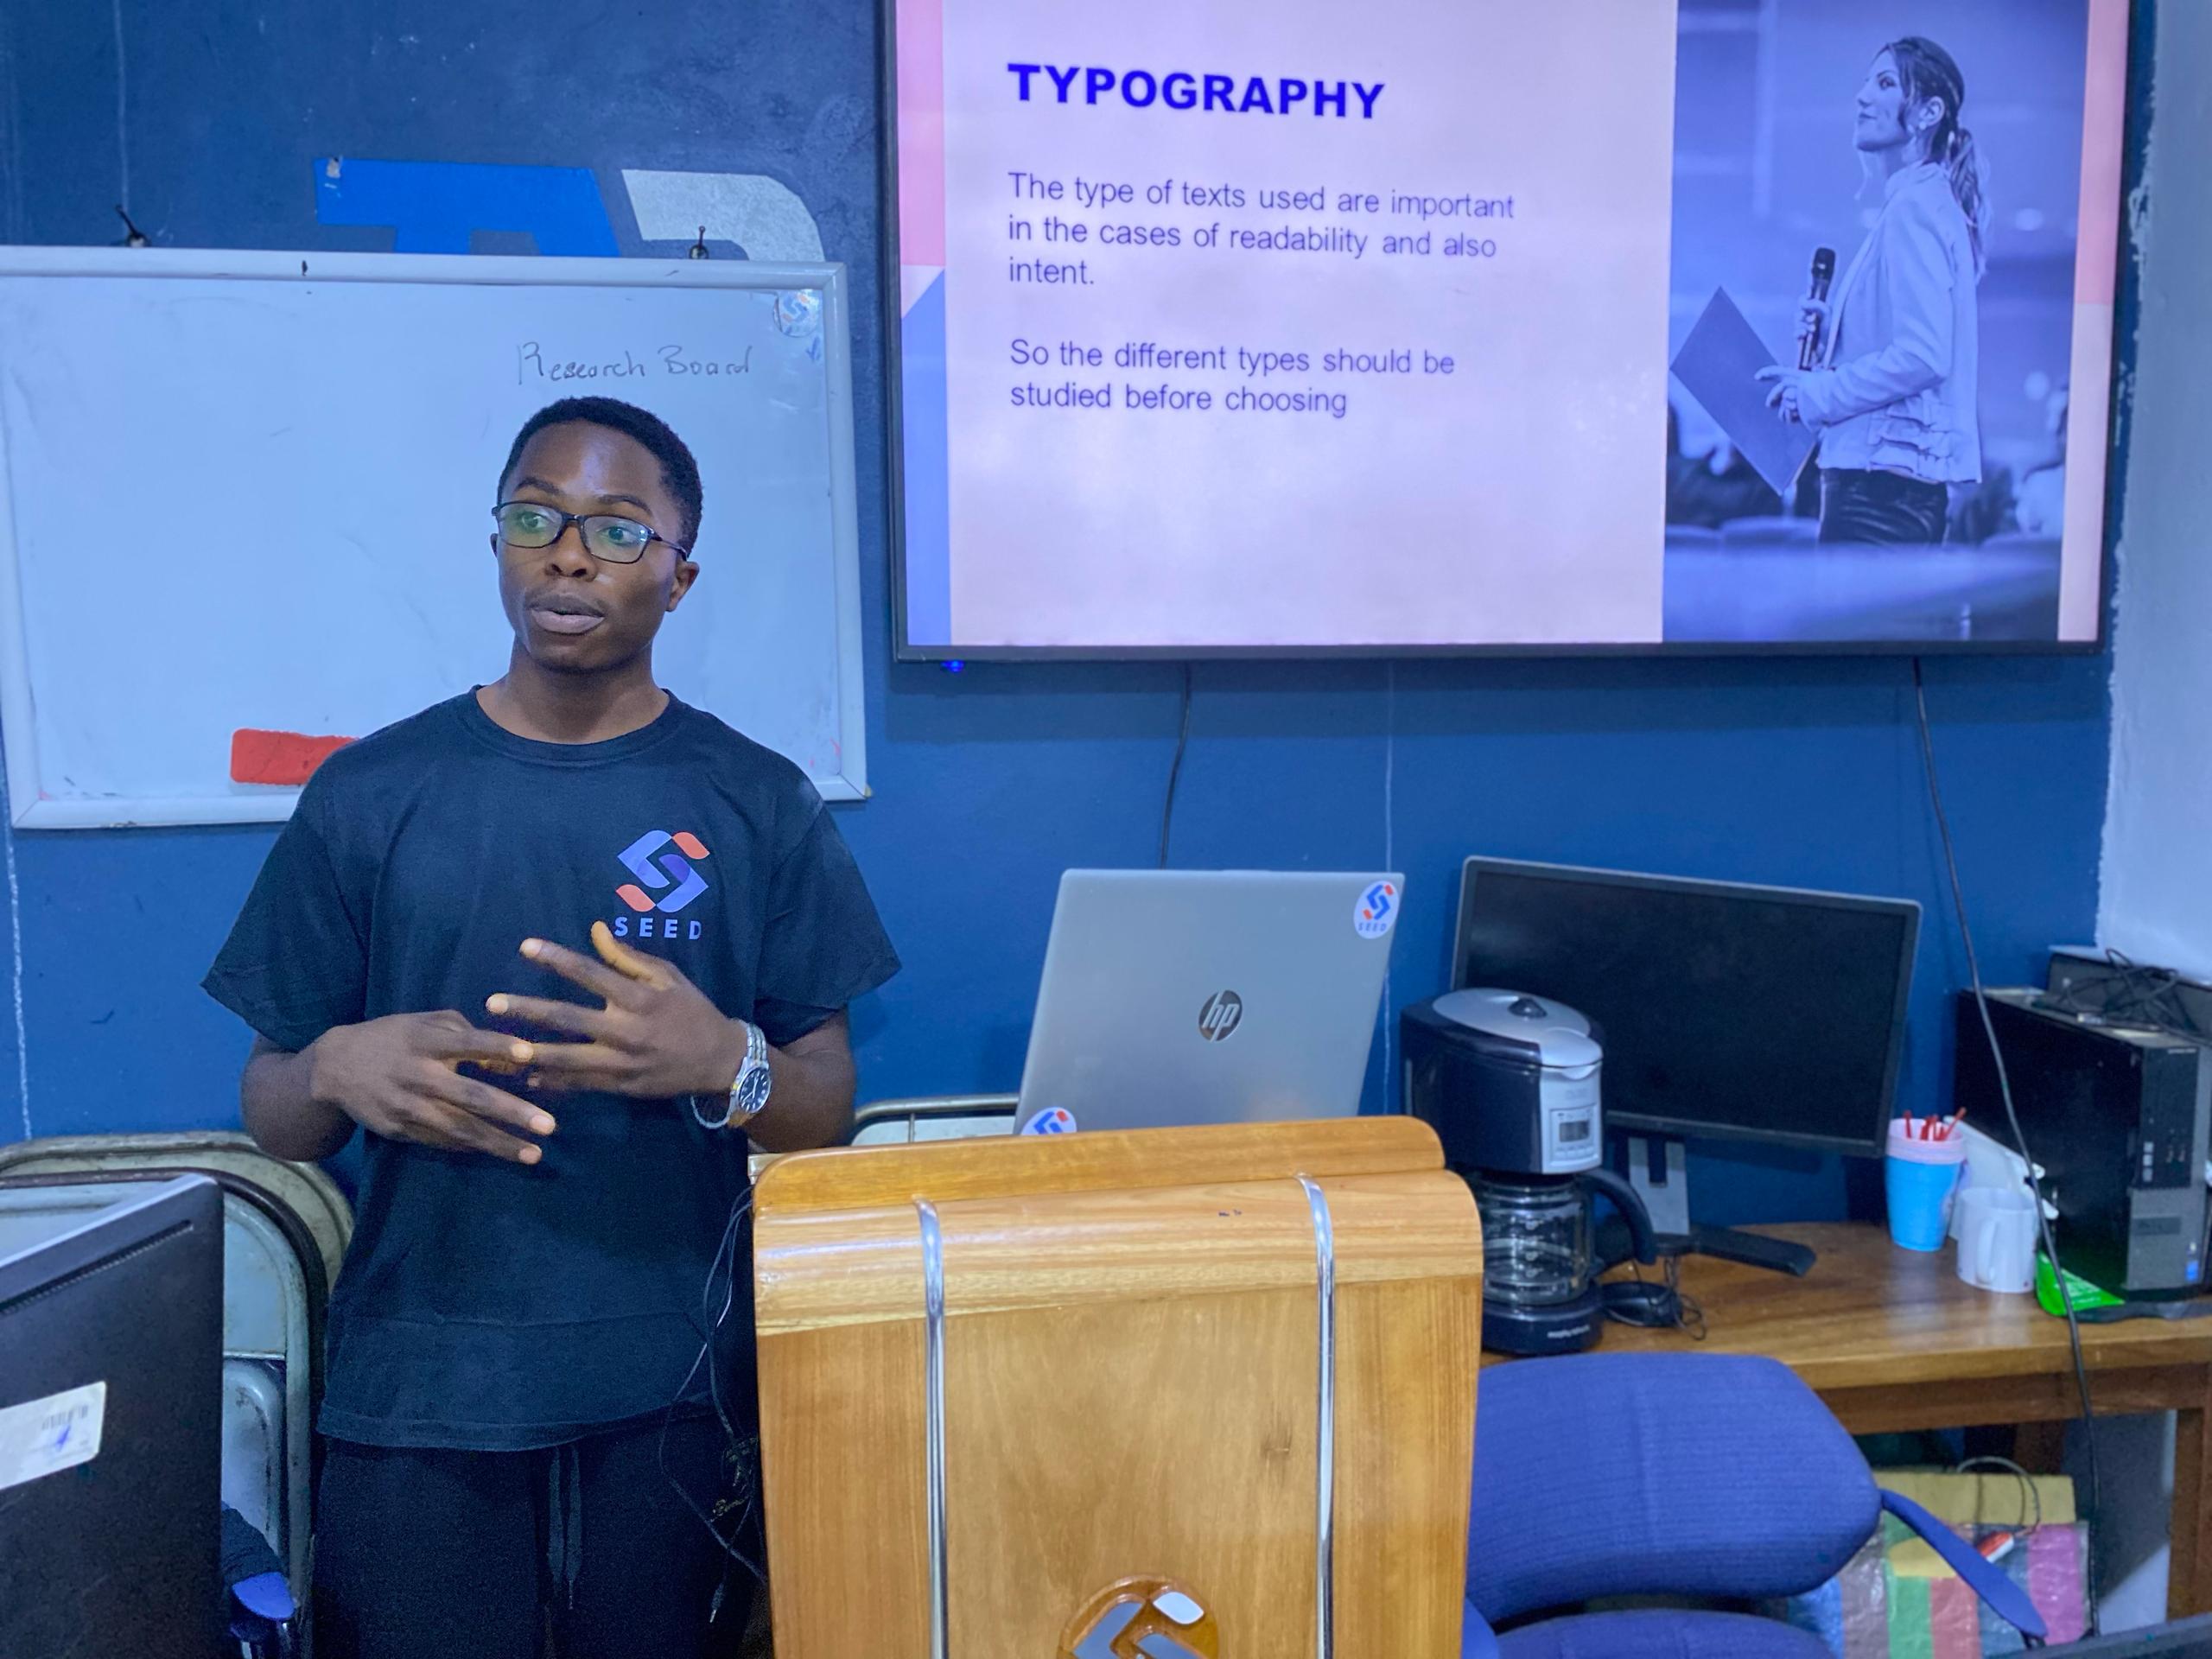 TYPOGRAPHY
The type of texts used are important
in the cases of readability and also
intent.
So the different types should be
studied before choosing
Research Board
SEED
hp
SEED